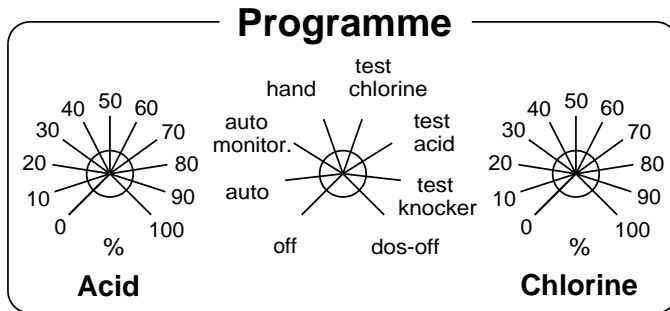 Programme
50
40
60
30
70
20
80
10
90
0
100
%
Acid
test
hand
chlorine
auto
monitor.
test
acid
auto
test
knocker
off
dos-off
50
40
60
30
70
20
80
10
90
0
100
%
Chlorine